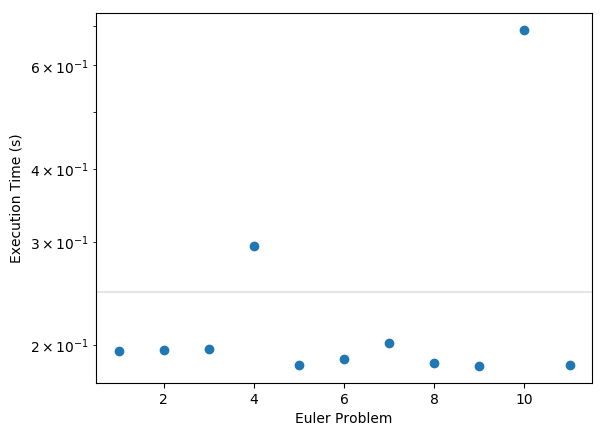 6 × 10⁻¹
4 × 10⁻¹
3 × 10⁻¹
2 × 10⁻¹
Execution Time (s)
2 4 6 8 10
Euler Problem